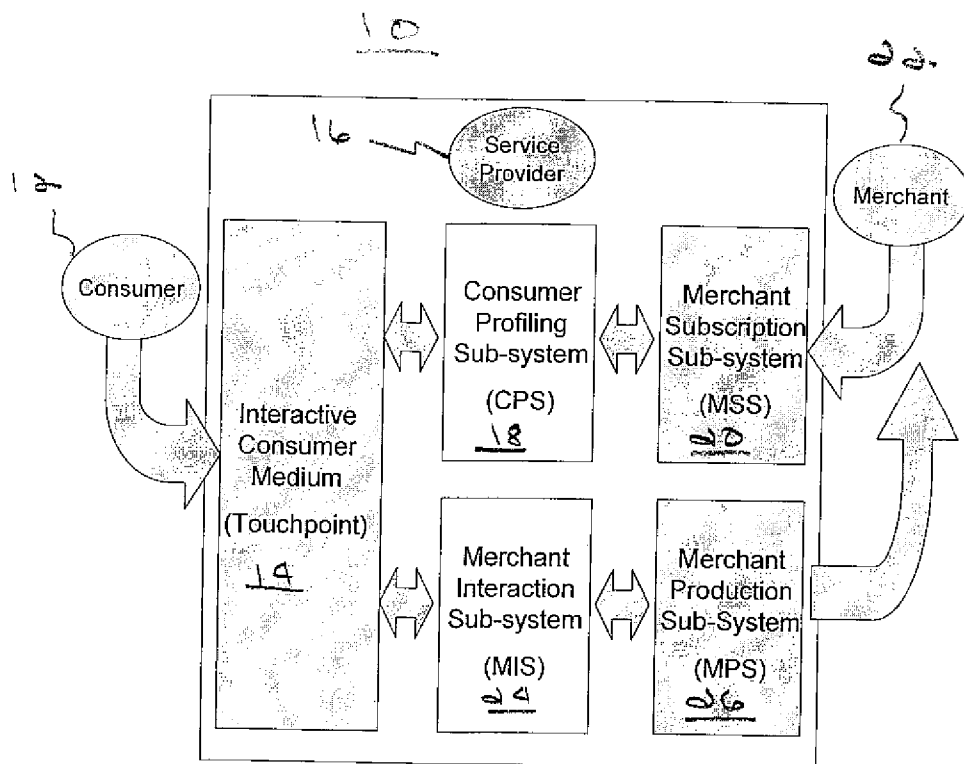 10
22
16
Service
Provider
Merchant
Consumer
Interactive
Consumer
Medium
(Touchpoint)
14
Consumer
Profiling
Sub-system
(CPS)
18
Merchant
Subscription
Sub-system
(MSS)
20
Merchant
Interaction
Sub-system
(MIS)
24
Merchant
Production
Sub-System
(MPS)
26